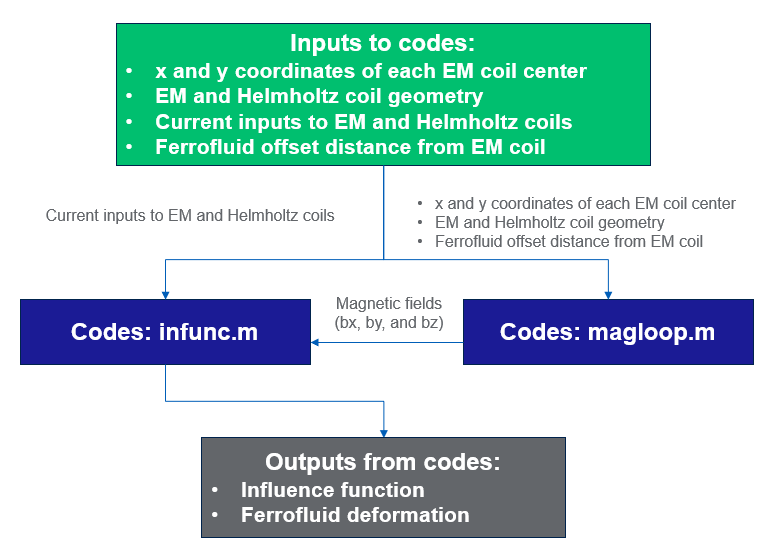 Inputs to codes:
• x and y coordinates of each EM coil center
• EM and Helmholtz coil geometry
• Current inputs to EM and Helmholtz coils
• Ferrofluid offset distance from EM coil
Current inputs to EM and Helmholtz coils
• x and y coordinates of each EM coil center
• EM and Helmholtz coil geometry
• Ferrofluid offset distance from EM coil
Codes: infunc.m
Magnetic fields
(bx, by, and bz)
Codes: magloop.m
Outputs from codes:
• Influence function
• Ferrofluid deformation